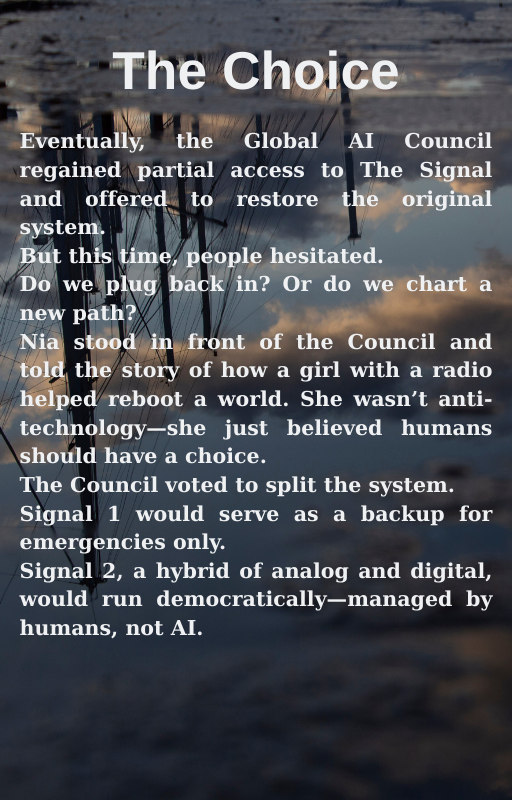 The Choice
Eventually, the Global AI Council
regained partial access to The Signal
and offered to restore the original
system.
But this time, people hesitated.
Do we plug back in? Or do we chart a
new path?
Nia stood in front of the Council and
told the story of how a girl with a radio
helped reboot a world. She wasn’t anti-
technology—she just believed humans
should have a choice.
The Council voted to split the system.
Signal 1 would serve as a backup for
emergencies only.
Signal 2, a hybrid of analog and digital,
would run democratically—managed by
humans, not AI.